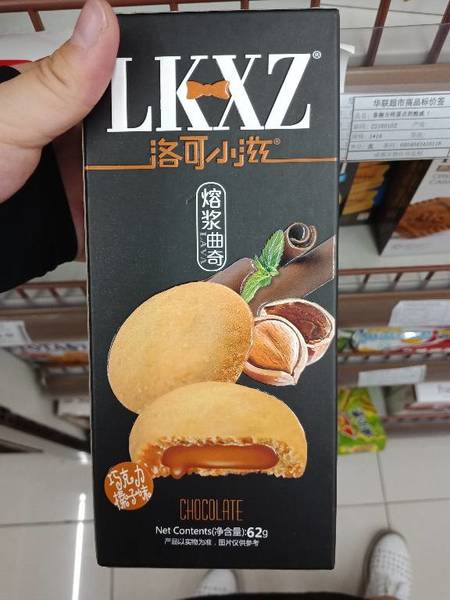 LKXZ®
洛可小滋®
熔浆曲奇
LAVA
巧克力
榛子味
CHOCOLATE
Net Contents(净含量):62g
产品以实物为准，图片仅供参考
华联超市商品标价签